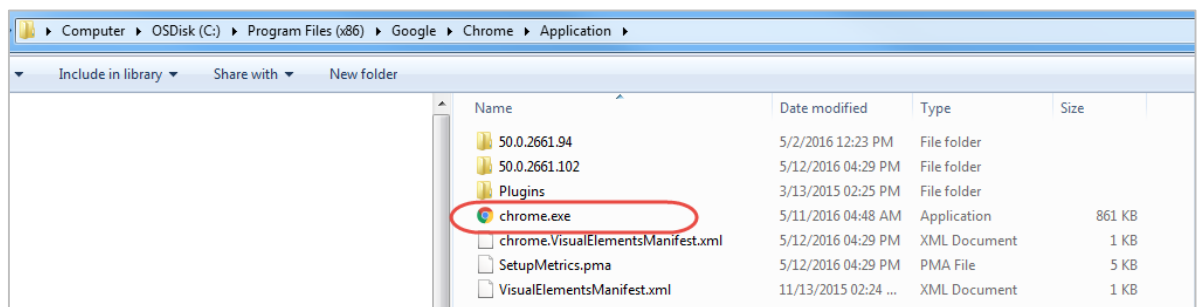 Computer OSDisk (C:) Program Files (x86) Google Chrome Application
Include in library Share with New folder
Name Date modified Type Size
50.0.2661.94 5/2/2016 12:23 PM File folder
50.0.2661.102 5/12/2016 04:29 PM File folder
Plugins 3/13/2015 02:25 PM File folder
chrome.exe 5/11/2016 04:48 AM Application 861 KB
chrome.VisualElementsManifest.xml 5/12/2016 04:29 PM XML Document 1 KB
SetupMetrics.pma 5/12/2016 04:29 PM PMA File 5 KB
VisualElementsManifest.xml 11/13/2015 02:24 ... XML Document 1 KB